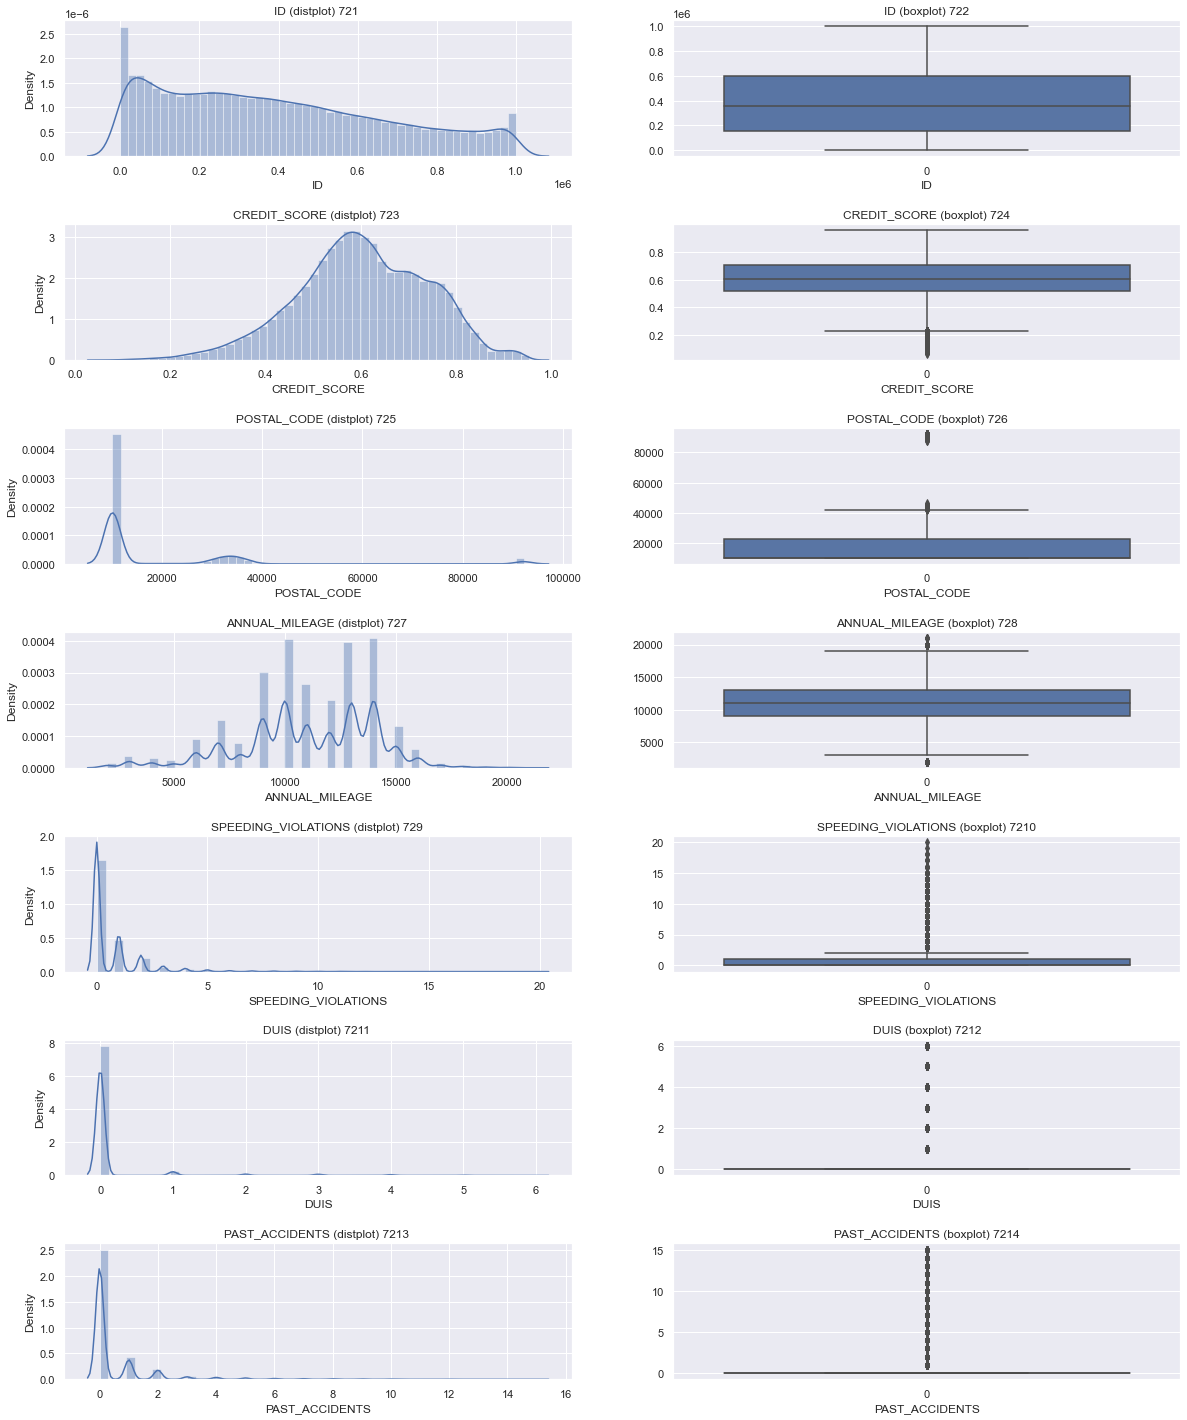 ID (distplot) 721
1e−6
2.5
2.0
1.5
1.0
0.5
0.0
Density
0.0 0.2 0.4 0.6 0.8 1.0
1e6
ID
ID (boxplot) 722
1e6
1.0
0.8
0.6
0.4
0.2
0.0
0
ID
CREDIT_SCORE (distplot) 723
3
2
1
0
Density
0.0 0.2 0.4 0.6 0.8 1.0
CREDIT_SCORE
CREDIT_SCORE (boxplot) 724
0.8
0.6
0.4
0.2
0
CREDIT_SCORE
POSTAL_CODE (distplot) 725
0.0004
0.0003
0.0002
0.0001
0.0000
Density
20000 40000 60000 80000 100000
POSTAL_CODE
POSTAL_CODE (boxplot) 726
80000
60000
40000
20000
0
POSTAL_CODE
ANNUAL_MILEAGE (distplot) 727
0.0004
0.0003
0.0002
0.0001
0.0000
Density
5000 10000 15000 20000
ANNUAL_MILEAGE
ANNUAL_MILEAGE (boxplot) 728
20000
15000
10000
5000
0
ANNUAL_MILEAGE
SPEEDING_VIOLATIONS (distplot) 729
2.0
1.5
1.0
0.5
0.0
Density
0 5 10 15 20
SPEEDING_VIOLATIONS
SPEEDING_VIOLATIONS (boxplot) 7210
20
15
10
5
0
0
SPEEDING_VIOLATIONS
DUIS (distplot) 7211
8
6
4
2
0
Density
0 1 2 3 4 5 6
DUIS
DUIS (boxplot) 7212
6
4
2
0
0
DUIS
PAST_ACCIDENTS (distplot) 7213
2.5
2.0
1.5
1.0
0.5
0.0
Density
0 2 4 6 8 10 12 14 16
PAST_ACCIDENTS
PAST_ACCIDENTS (boxplot) 7214
15
10
5
0
0
PAST_ACCIDENTS